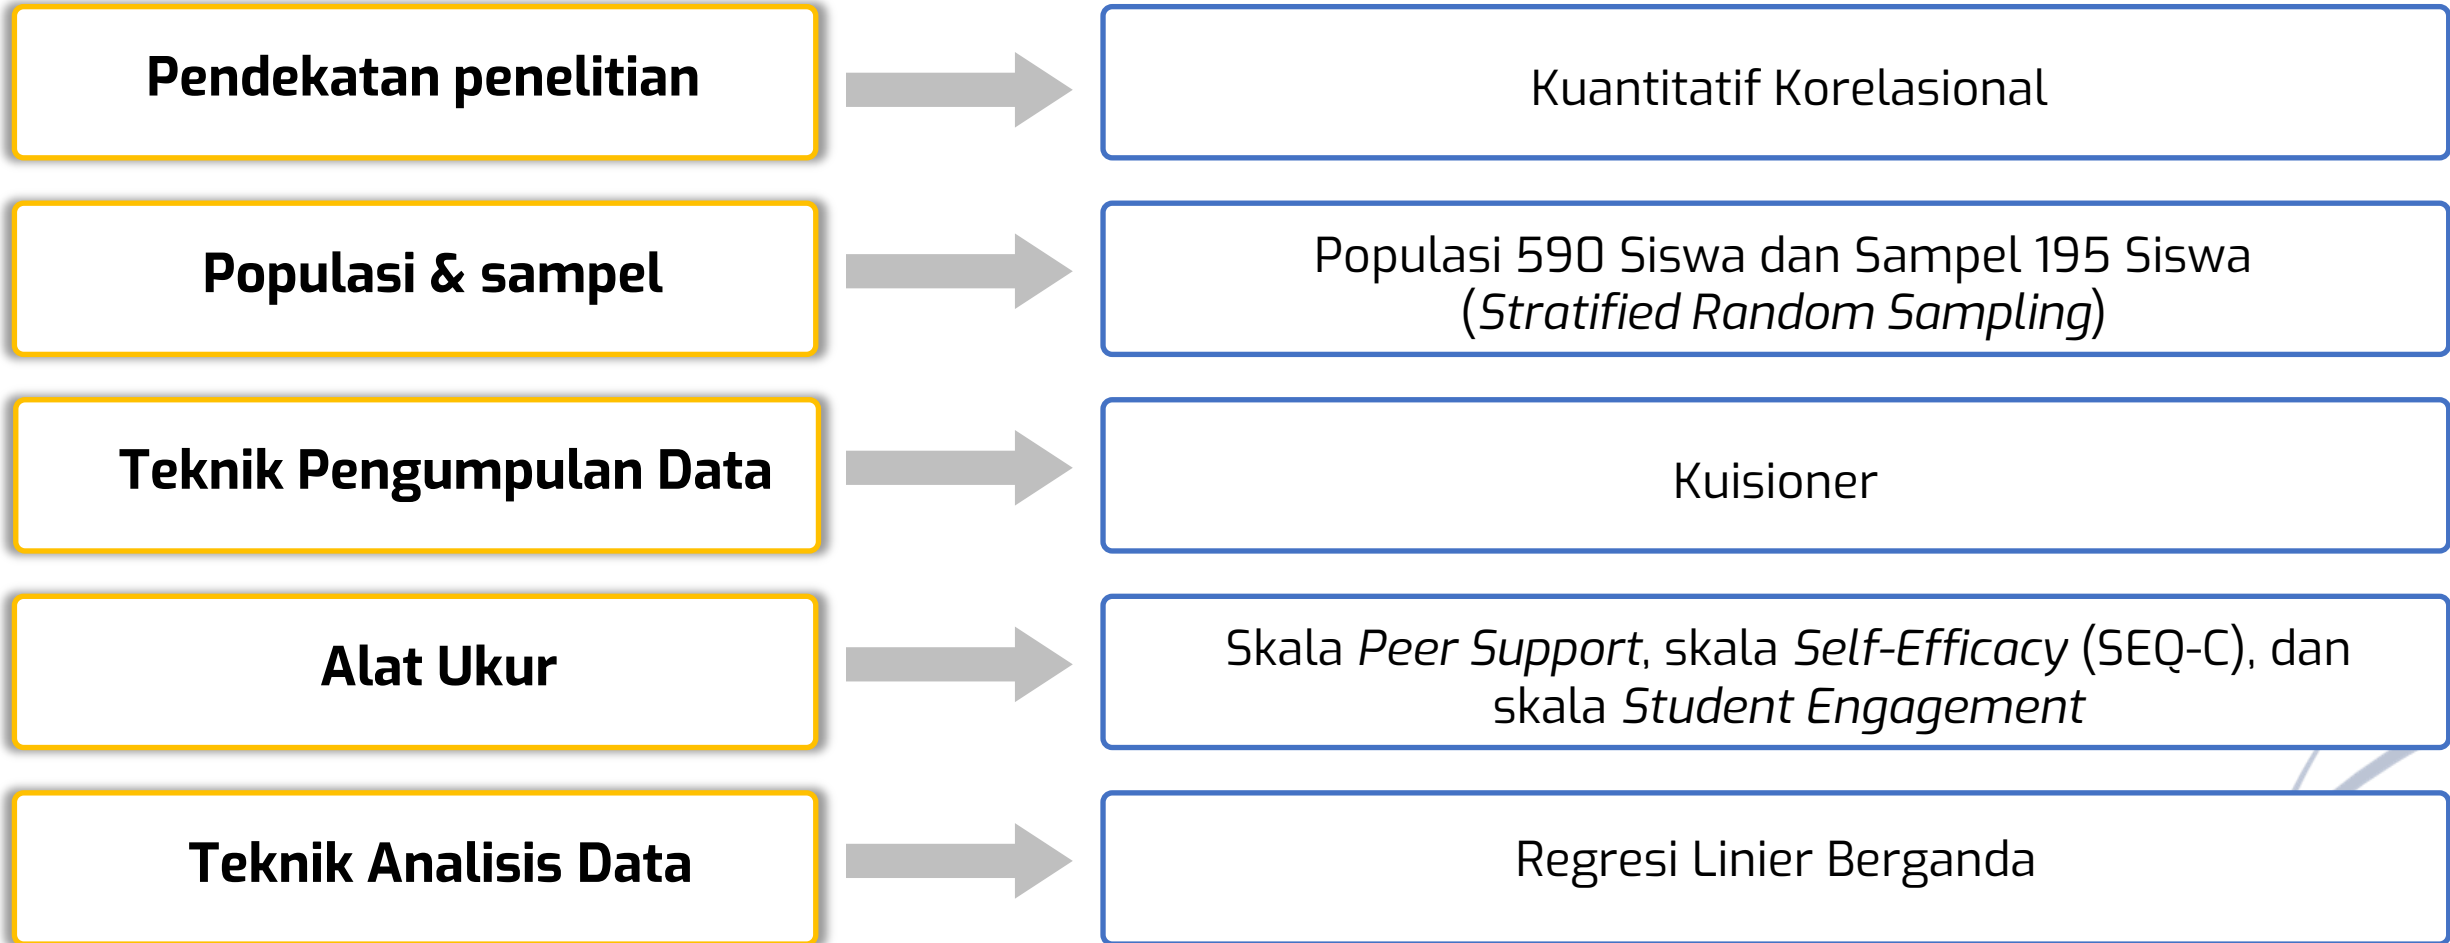 Pendekatan penelitian
Kuantitatif Korelasional
Populasi & sampel
Populasi 590 Siswa dan Sampel 195 Siswa
(Stratified Random Sampling)
Teknik Pengumpulan Data
Kuisioner
Alat Ukur
Skala Peer Support, skala Self-Efficacy (SEQ-C), dan
skala Student Engagement
Teknik Analisis Data
Regresi Linier Berganda